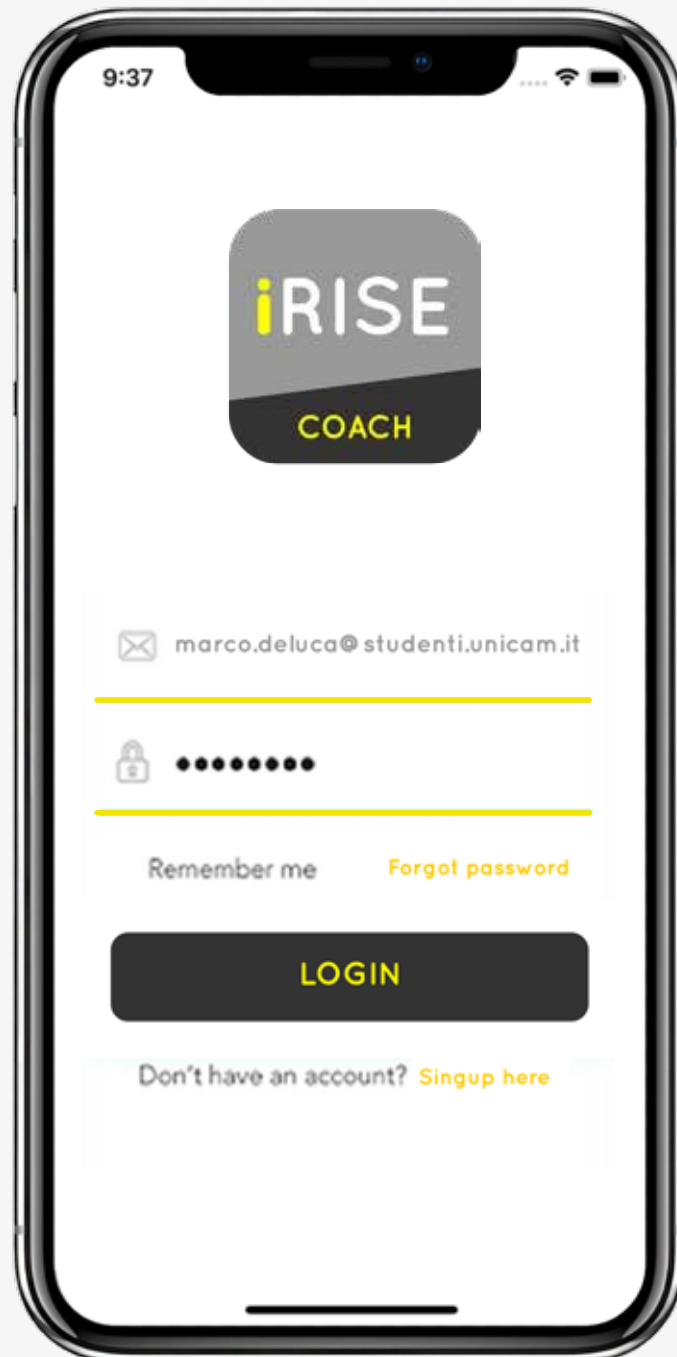 9:37
iRISE
COACH
marco.deluca@studenti.unicam.it
••••••••
Remember me Forgot password
LOGIN
Don't have an account? Singup here